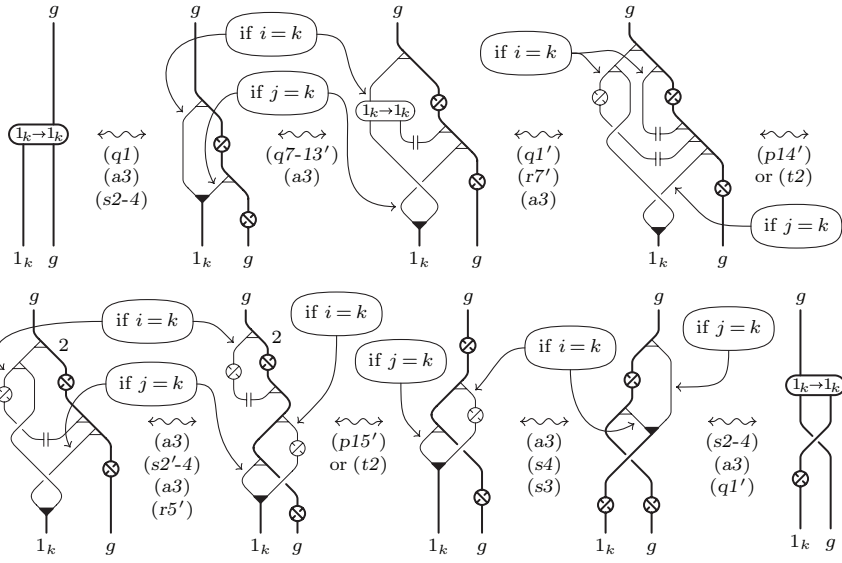 g g g g
if i = k if i = k
if j = k
1ₖ→1ₖ 1ₖ→1ₖ
(q1) (q7-13′) (q1′) (p14′)
(a3) (a3) (r7′) or (t2)
(s2-4) (a3)
if j = k
1ₖ g 1ₖ g 1ₖ g 1ₖ g
g g g g g
if i = k if i = k
2 2 if i = k if j = k
if j = k if j = k
1ₖ→1ₖ
(a3) (p15′) (a3) (s2-4)
(s2′-4) or (t2) (s4) (a3)
(a3) (s3) (q1′)
(r5′)
1ₖ g 1ₖ g 1ₖ g 1ₖ g 1ₖ g